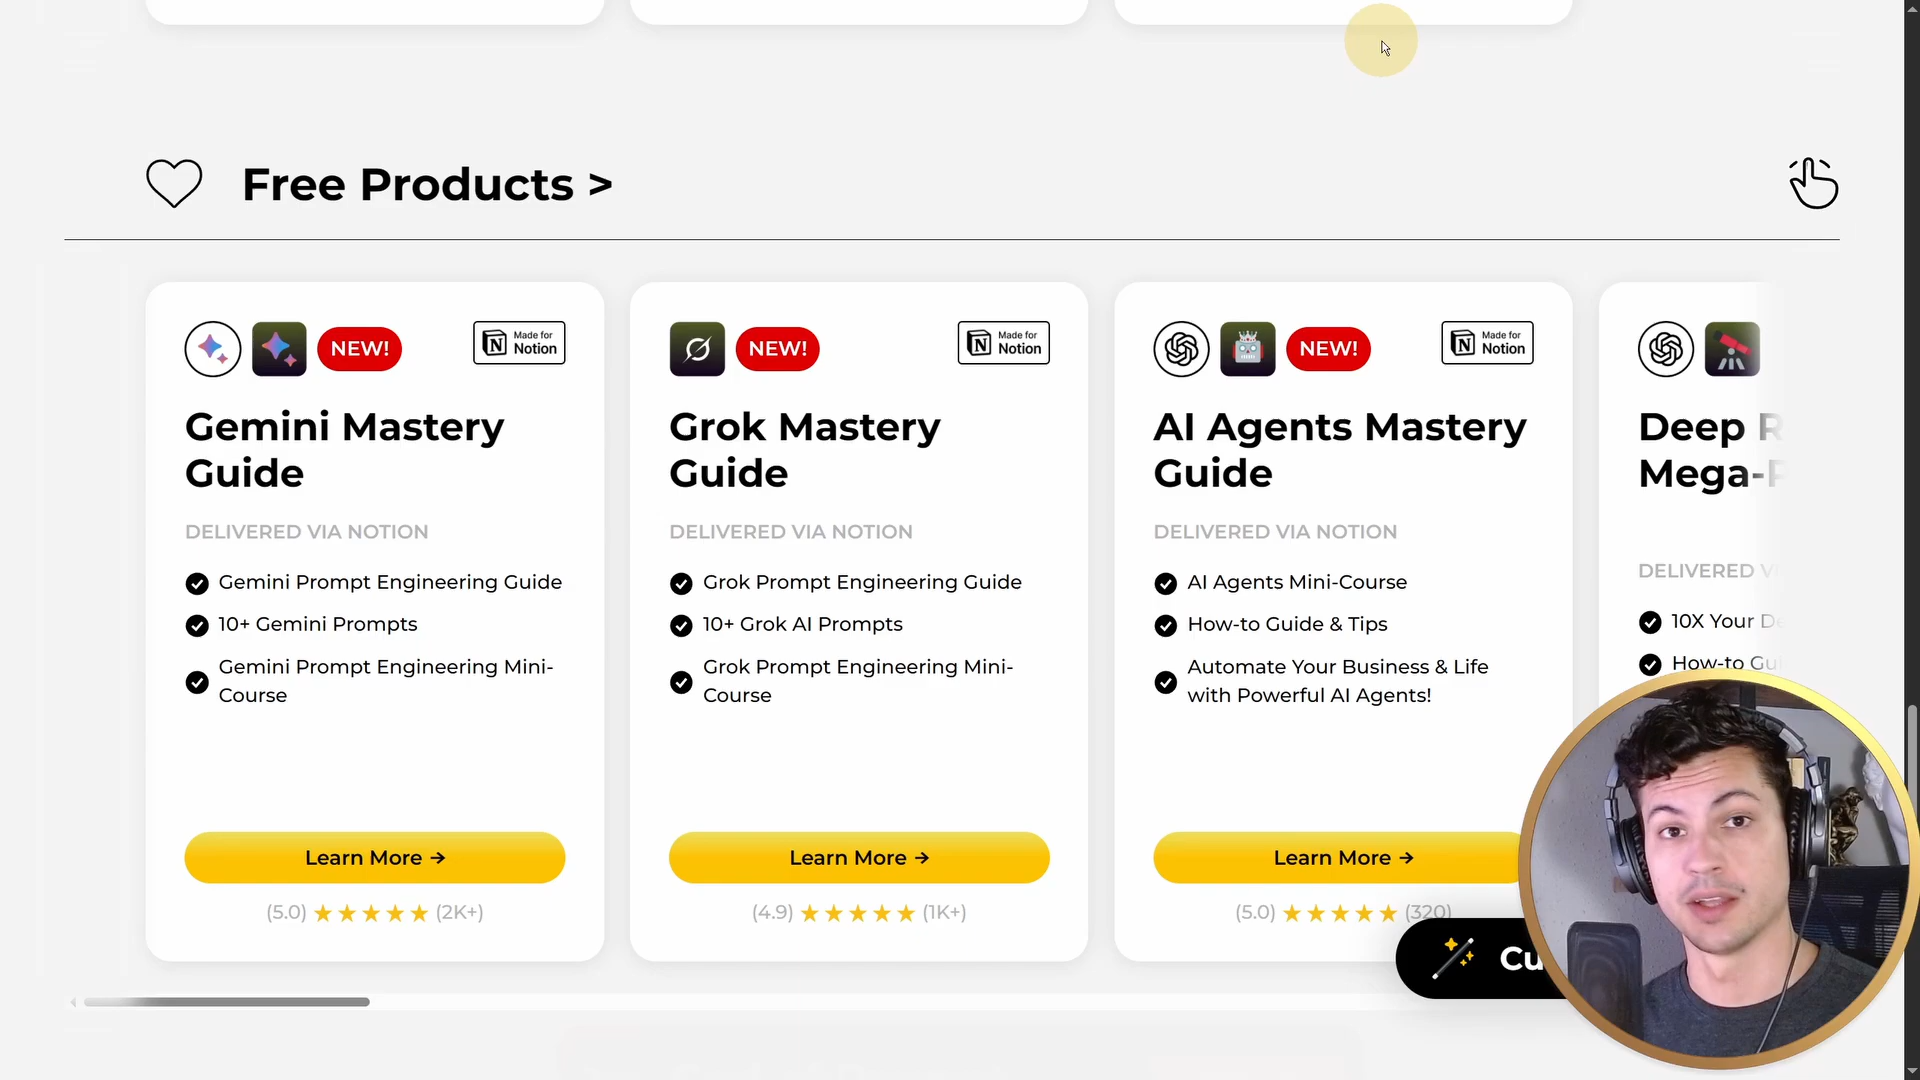 Free Products >
NEW!
Made for
Notion
Gemini Mastery
Guide
DELIVERED VIA NOTION
Gemini Prompt Engineering Guide
10+ Gemini Prompts
Gemini Prompt Engineering Mini-
Course
Learn More →
(5.0) ★★★★★ (2K+)
NEW!
Made for
Notion
Grok Mastery
Guide
DELIVERED VIA NOTION
Grok Prompt Engineering Guide
10+ Grok AI Prompts
Grok Prompt Engineering Mini-
Course
Learn More →
(4.9) ★★★★★ (1K+)
NEW!
Made for
Notion
AI Agents Mastery
Guide
DELIVERED VIA NOTION
AI Agents Mini-Course
How-to Guide & Tips
Automate Your Business & Life
with Powerful AI Agents!
Learn More →
(5.0) ★★★★★ (320)
Deep
Mega-
DELIVERED
10X Your
How-to